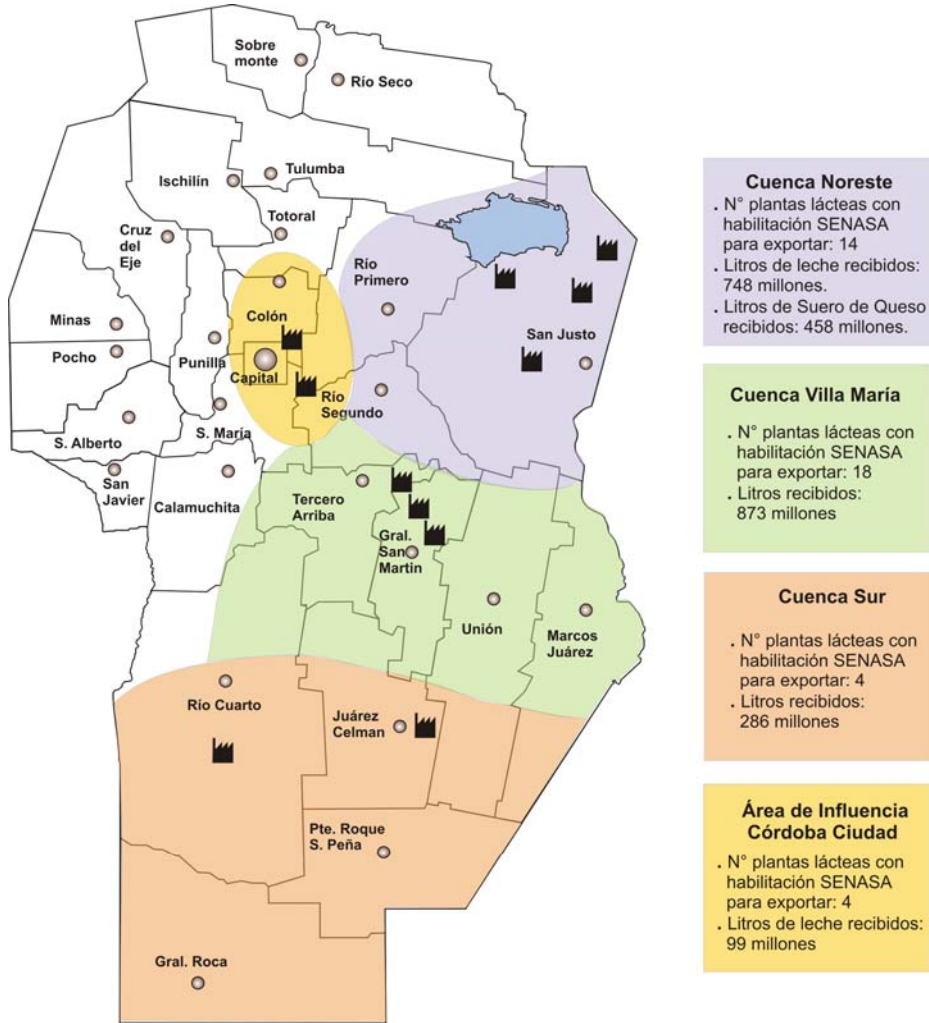 Sobre
monte
Río Seco
Ischilín
Tulumba
Totoral
Cruz
del
Eje
Río
Primero
Minas
Colón
San Justo
Pocho
Punilla
Capital
Río
Segundo
S. Alberto
S. María
San
Javier
Calamuchita
Tercero
Arriba
Gral.
San
Martin
Unión
Marcos
Juárez
Río Cuarto
Juárez
Celman
Pte. Roque
S. Peña
Gral. Roca
Cuenca Noreste
. N° plantas lácteas con
habilitación SENASA
para exportar: 14
. Litros de leche recibidos:
748 millones.
. Litros de Suero de Queso
recibidos: 458 millones.
Cuenca Villa María
. N° plantas lácteas con
habilitación SENASA
para exportar: 18
. Litros recibidos:
873 millones
Cuenca Sur
. N° plantas lácteas con
habilitación SENASA
para exportar: 4
. Litros recibidos:
286 millones
Área de Influencia
Córdoba Ciudad
. N° plantas lácteas con
habilitación SENASA
para exportar: 4
. Litros de leche recibidos:
99 millones